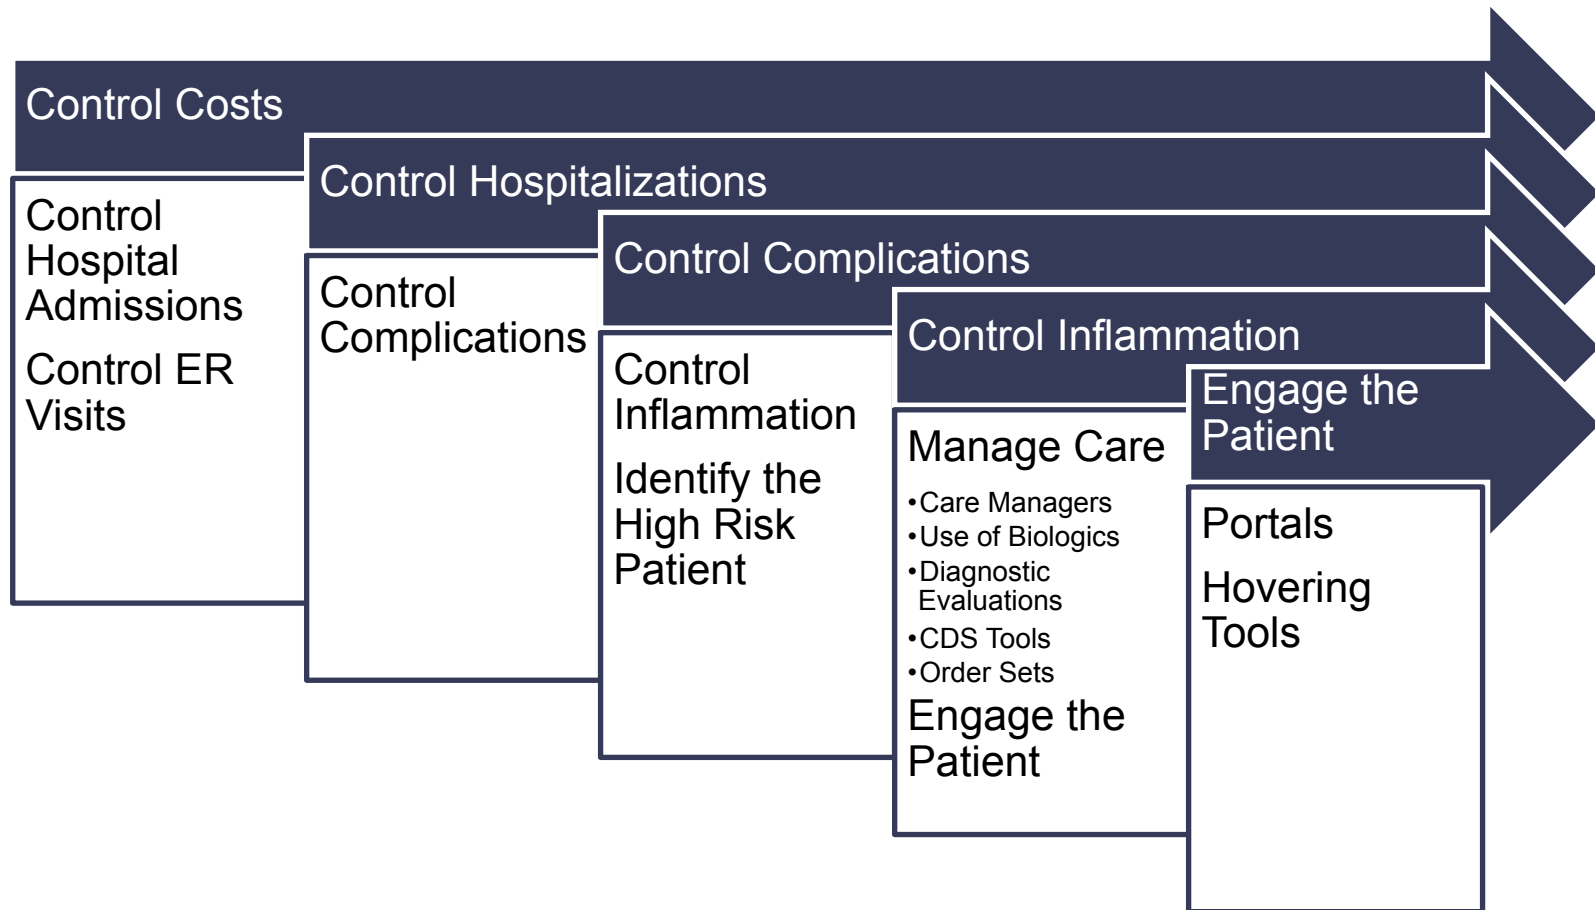 Control Costs
Control
Hospital
Admissions
Control ER
Visits
Control Hospitalizations
Control
Complications
Control Complications
Control
Inflammation
Identify the
High Risk
Patient
Control Inflammation
Manage Care
•Care Managers
•Use of Biologics
•Diagnostic
Evaluations
•CDS Tools
•Order Sets
Engage the
Patient
Engage the
Patient
Portals
Hovering
Tools